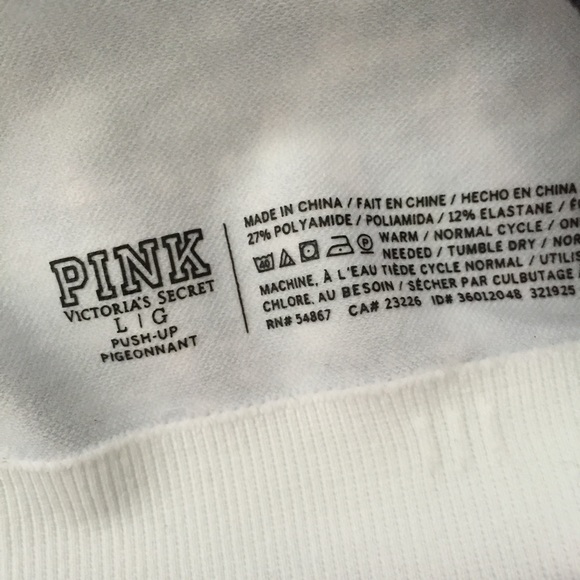 PINK
VICTORIA'S SECRET
L | G
PUSH-UP
PIGEONNANT
MADE IN CHINA / FAIT EN CHINE / HECHO EN CHINA
27% POLYAMIDE / POLIAMIDA / 12% ELASTANE /
WARM / NORMAL CYCLE /
NEEDED / TUMBLE DRY /
MACHINE, À L'EAU TIÈDE CYCLE NORMAL /
CHLORE, AU BESOIN / SÉCHER PAR CULBUTAGE
RN# 54867 CA# 23226 ID# 36012048 321925